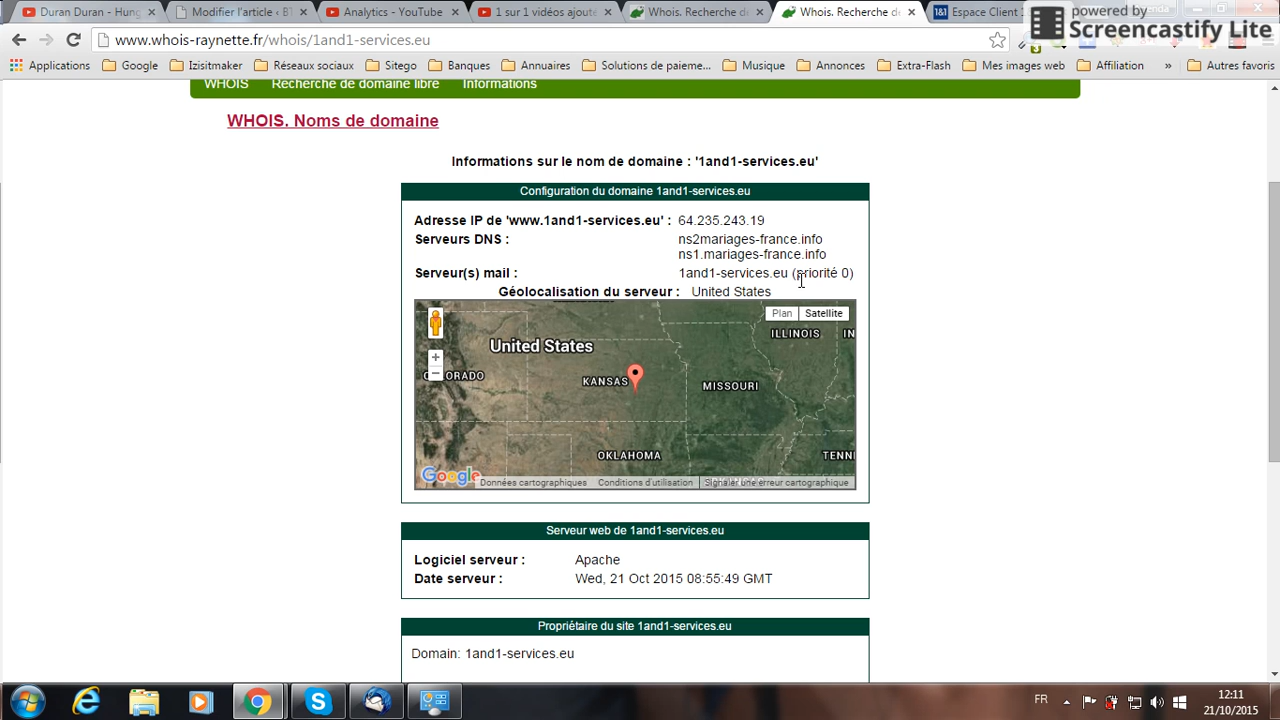 Duran Duran - Hung
Modifier l'article ‹ B
Analytics - YouTube
1 sur 1 vidéos ajouté
Whois. Recherche de
Whois. Recherche de
Espace Client 1
powered by
Screencastify Lite
www.whois-raynette.fr/whois/1and1-services.eu
Applications
Google
Izisitmaker
Réseaux sociaux
Sitego
Banques
Annuaires
Solutions de paieme...
Musique
Annonces
Extra-Flash
Mes images web
Affiliation
»
Autres favoris
WHOIS
Recherche de domaine libre
Informations
WHOIS. Noms de domaine
Informations sur le nom de domaine : '1and1-services.eu'
Configuration du domaine 1and1-services.eu
Adresse IP de 'www.1and1-services.eu' : 64.235.243.19
Serveurs DNS : ns2mariages-france.info
ns1.mariages-france.info
Serveur(s) mail : 1and1-services.eu (priorité 0)
Géolocalisation du serveur : United States
Plan
Satellite
ILLINOIS
IN
United States
ORADO
KANSAS
MISSOURI
OKLAHOMA
TENN
Google
Données cartographiques
Conditions d'utilisation
Signaler une erreur cartographique
Serveur web de 1and1-services.eu
Logiciel serveur : Apache
Date serveur : Wed, 21 Oct 2015 08:55:49 GMT
Propriétaire du site 1and1-services.eu
Domain: 1and1-services.eu
FR
12:11
21/10/2015